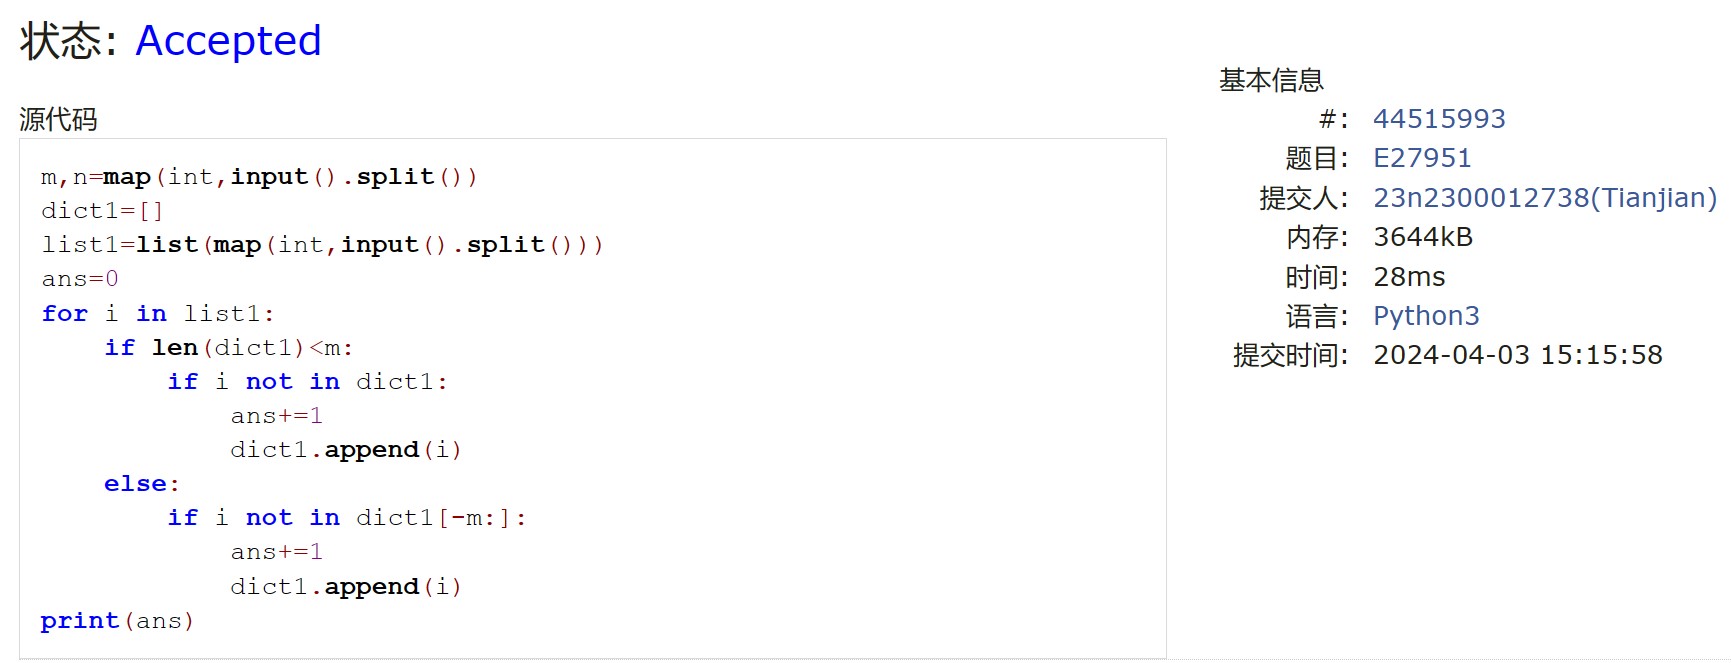 状态: Accepted
源代码
m,n=map(int,input().split())
dict1=[]
list1=list(map(int,input().split()))
ans=0
for i in list1:
    if len(dict1)<m:
        if i not in dict1:
            ans+=1
            dict1.append(i)
    else:
        if i not in dict1[-m:]:
            ans+=1
            dict1.append(i)
print(ans)
基本信息
#: 44515993
题目: E27951
提交人: 23n2300012738(Tianjian)
内存: 3644kB
时间: 28ms
语言: Python3
提交时间: 2024-04-03 15:15:58